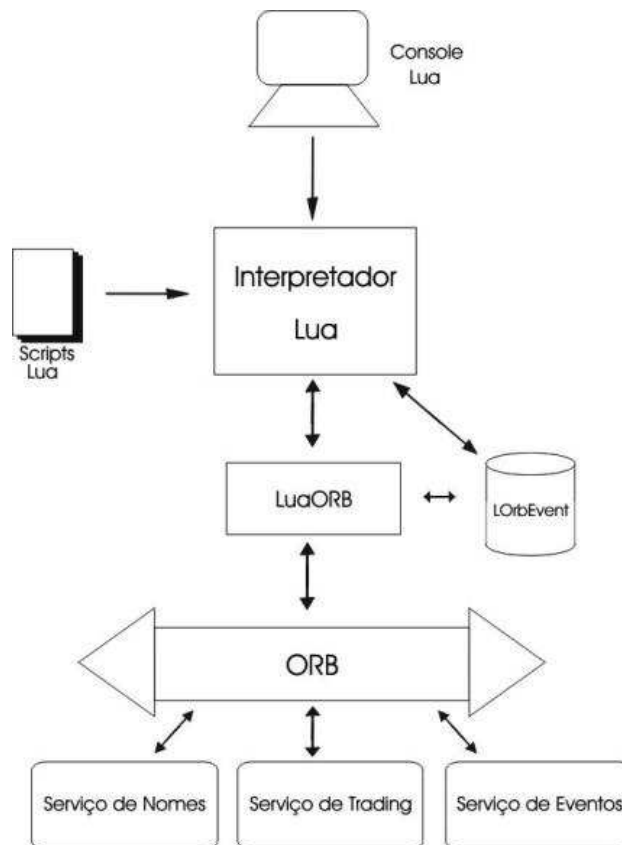 Console
Lua
Interpretador
Lua
Scripts
Lua
LuaORB
LOrbEvent
ORB
Serviço de Nomes
Serviço de Trading
Serviço de Eventos